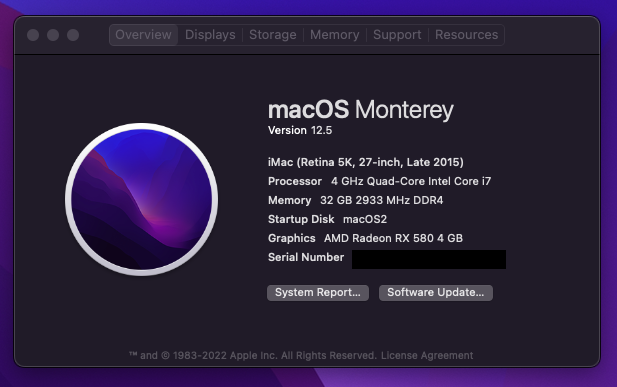 Overview Displays Storage Memory Support Resources
macOS Monterey
Version 12.5
iMac (Retina 5K, 27-inch, Late 2015)
Processor 4 GHz Quad-Core Intel Core i7
Memory 32 GB 2933 MHz DDR4
Startup Disk macOS2
Graphics AMD Radeon RX 580 4 GB
Serial Number
System Report... Software Update...
™ and © 1983-2022 Apple Inc. All Rights Reserved. License Agreement